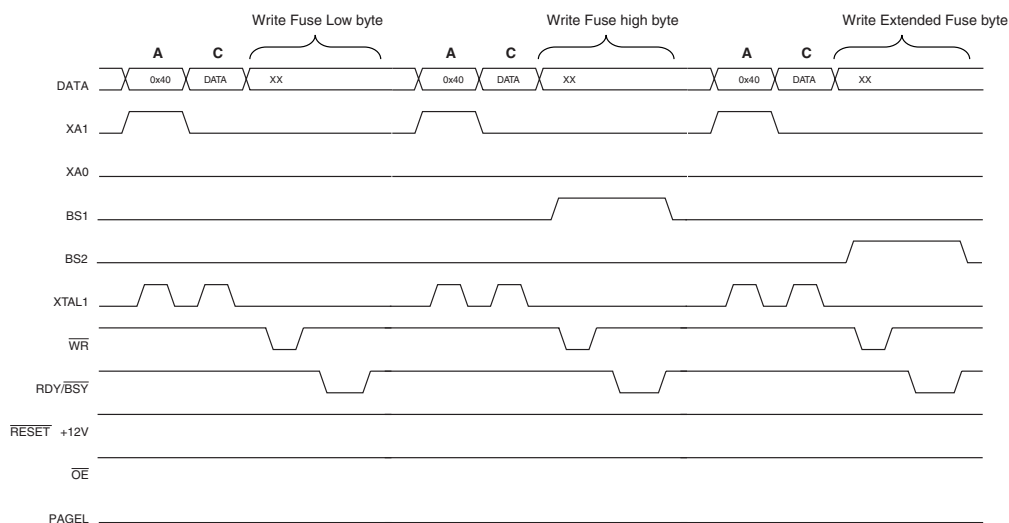 Write Fuse Low byte Write Fuse high byte Write Extended Fuse byte
A C A C A C
DATA 0x40 DATA XX 0x40 DATA XX 0x40 DATA XX
XA1
XA0
BS1
BS2
XTAL1
WR
RDY/BSY
RESET +12V
OE
PAGEL